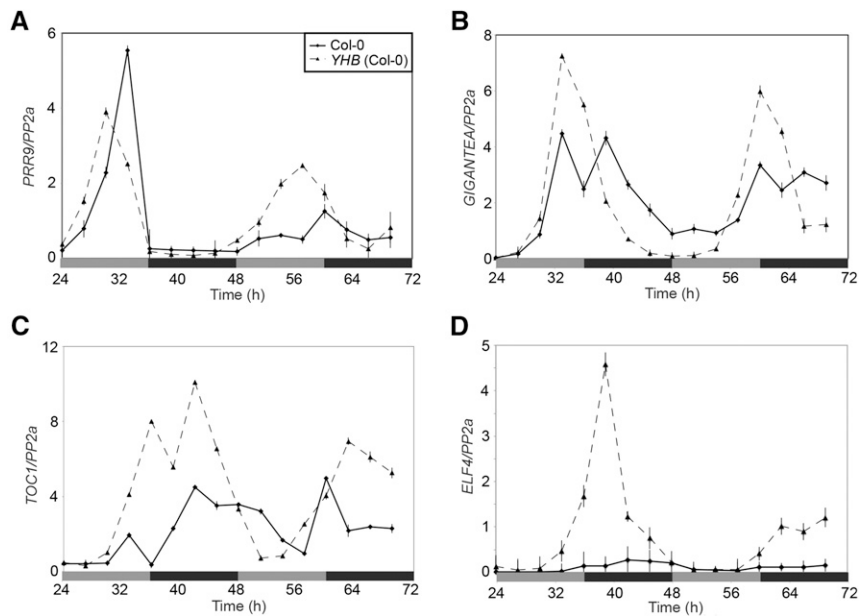 A
PRR9/PP2a
6
4
2
0
Col-0
YHB (Col-0)
24 32 40 48 56 64 72
Time (h)
B
GIGANTEA/PP2a
8
6
4
2
0
24 32 40 48 56 64 72
Time (h)
C
TOC1/PP2a
12
8
4
0
24 32 40 48 56 64 72
Time (h)
D
ELF4/PP2a
5
4
3
2
1
0
24 32 40 48 56 64 72
Time (h)